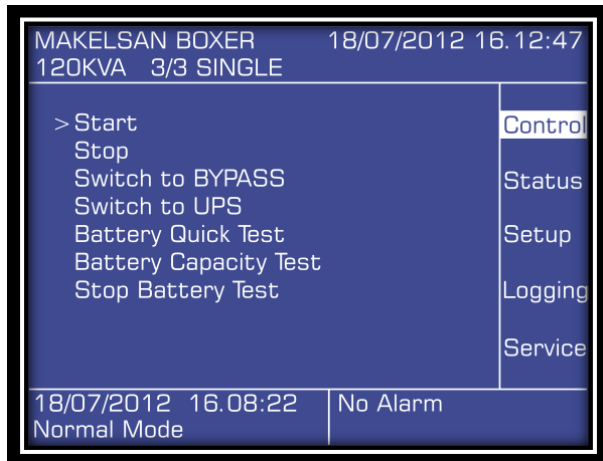 MAKELSAN BOXER 18/07/2012 16.12:47
120KVA 3/3 SINGLE
> Start
Stop
Switch to BYPASS
Switch to UPS
Battery Quick Test
Battery Capacity Test
Stop Battery Test
Control
Status
Setup
Logging
Service
18/07/2012 16.08:22
Normal Mode
No Alarm